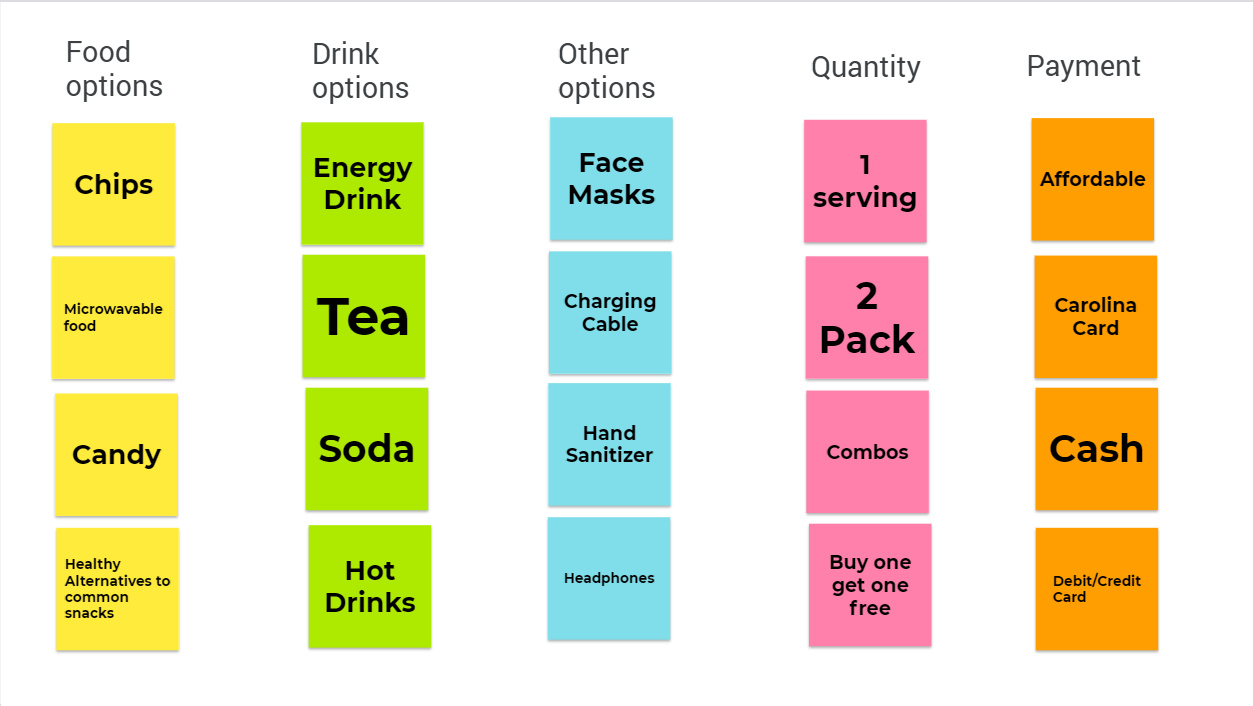 Food
options
Chips
Microwavable
food
Candy
Healthy
Alternatives to
common
snacks
Drink
options
Energy
Drink
Tea
Soda
Hot
Drinks
Other
options
Face
Masks
Charging
Cable
Hand
Sanitizer
Headphones
Quantity
1
serving
2
Pack
Combos
Buy one
get one
free
Payment
Affordable
Carolina
Card
Cash
Debit/Credit
Card